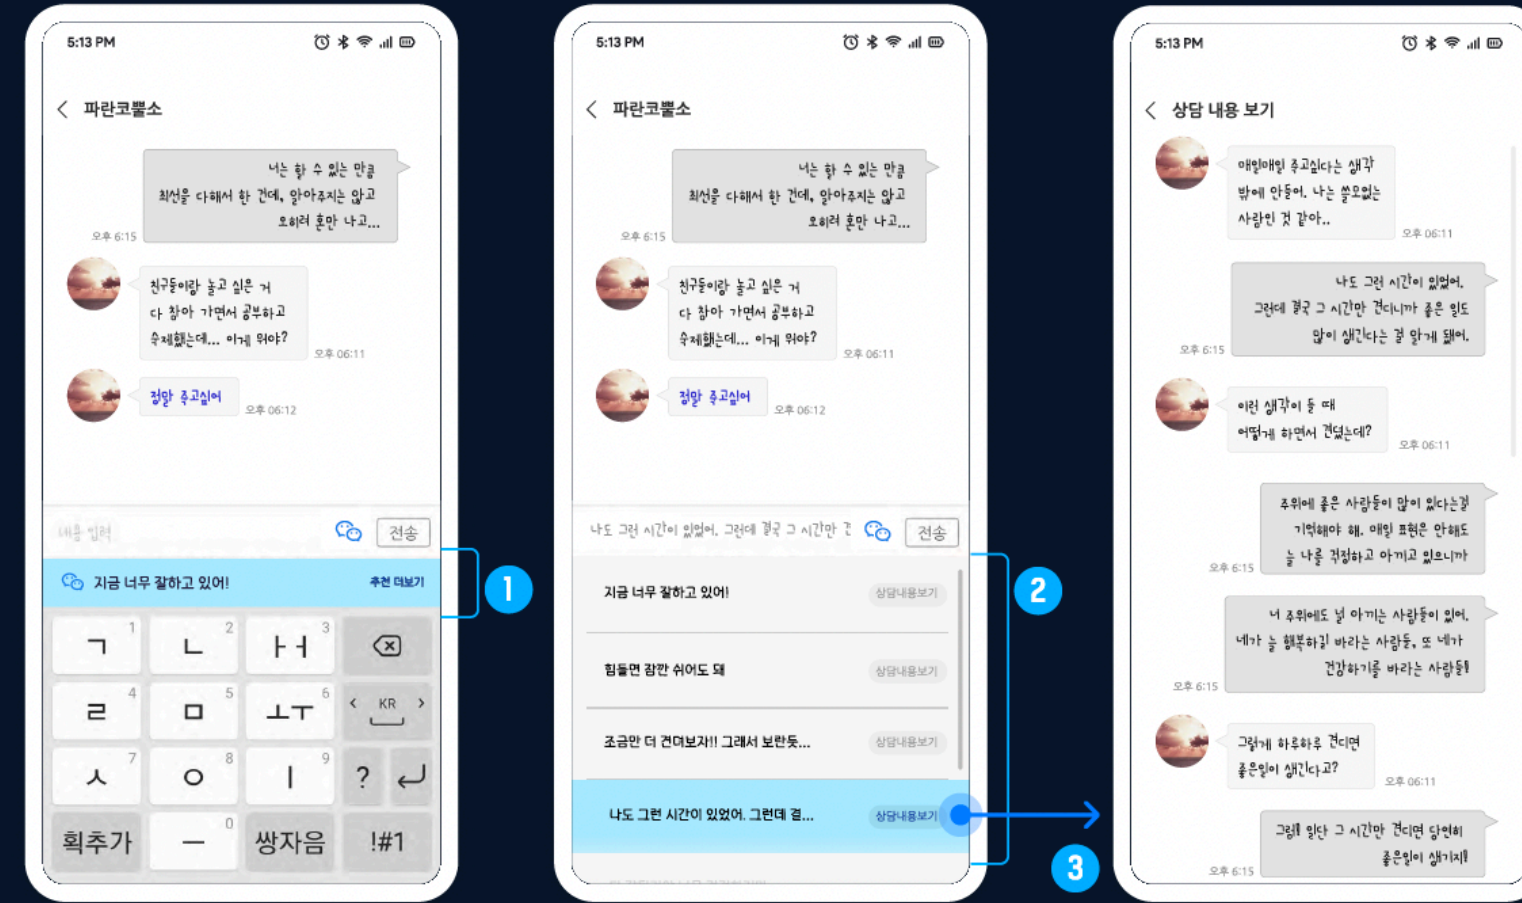 5:13 PM
파란코뿔소
너는 할 수 있는 만큼
최선을 다해서 한 건데, 알아주지는 않고
오히려 혼만 나고...
오후 6:15
친구들이랑 놀고 싶은 거
다 참아 가면서 공부하고
숙제했는데... 이게 뭐야?
오후 06:11
정말 죽고싶어
오후 06:12
내용 입력
전송
지금 너무 잘하고 있어!
추천 더보기
ㄱ 1
ㄴ 2
ㅏㅓ 3
ㄹ 4
ㅁ 5
ㅗㅜ 6
< KR >
ㅅ 7
ㅇ 8
ㅣ 9
?
획추가
ㅡ 0
쌍자음
!#1
1
5:13 PM
파란코뿔소
너는 할 수 있는 만큼
최선을 다해서 한 건데, 알아주지는 않고
오히려 혼만 나고...
오후 6:15
친구들이랑 놀고 싶은 거
다 참아 가면서 공부하고
숙제했는데... 이게 뭐야?
오후 06:11
정말 죽고싶어
오후 06:12
나도 그런 시간이 있었어. 그런데 결국 그 시간만 견
전송
지금 너무 잘하고 있어!
상담내용보기
힘들면 잠깐 쉬어도 돼
상담내용보기
조금만 더 견뎌보자!! 그래서 보란듯...
상담내용보기
나도 그런 시간이 있었어. 그런데 결...
상담내용보기
2
3
5:13 PM
상담 내용 보기
매일매일 죽고싶다는 생각
밖에 안들어. 나는 쓸모없는
사람인 것 같아..
오후 06:11
나도 그런 시간이 있었어.
그런데 결국 그 시간만 견디니까 좋은 일도
많이 생긴다는 걸 알게 됐어.
오후 6:15
이런 생각이 들 때
어떻게 하면서 견뎠는데?
오후 06:11
주위에 좋은 사람들이 많이 있다는걸
기억해야 해. 매일 표현은 안해도
늘 나를 걱정하고 아끼고 있으니까
오후 6:15
너 주위에도 널 아끼는 사람들이 있어.
네가 늘 행복하길 바라는 사람들, 또 네가
건강하기를 바라는 사람들!
오후 6:15
그렇게 하루하루 견디면
좋은일이 생긴다고?
오후 06:11
그럼! 일단 그 시간만 견디면 당연히
좋은일이 생기지!
오후 6:15